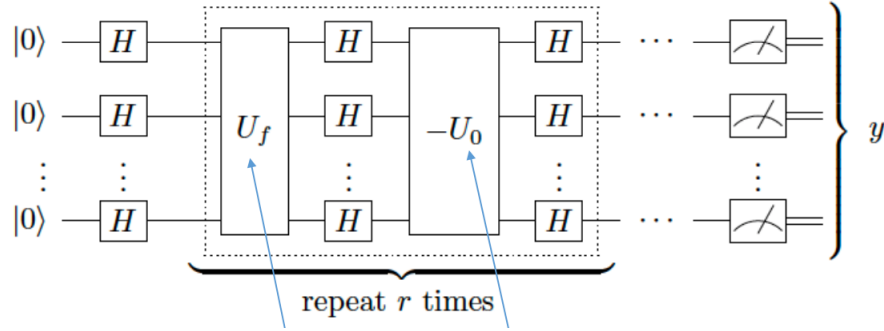 |0⟩ H H H ···
|0⟩ H H H ···
U_f −U_0 y
⋮ ⋮ ⋮ ⋮ ⋮
|0⟩ H H H ···
repeat r times